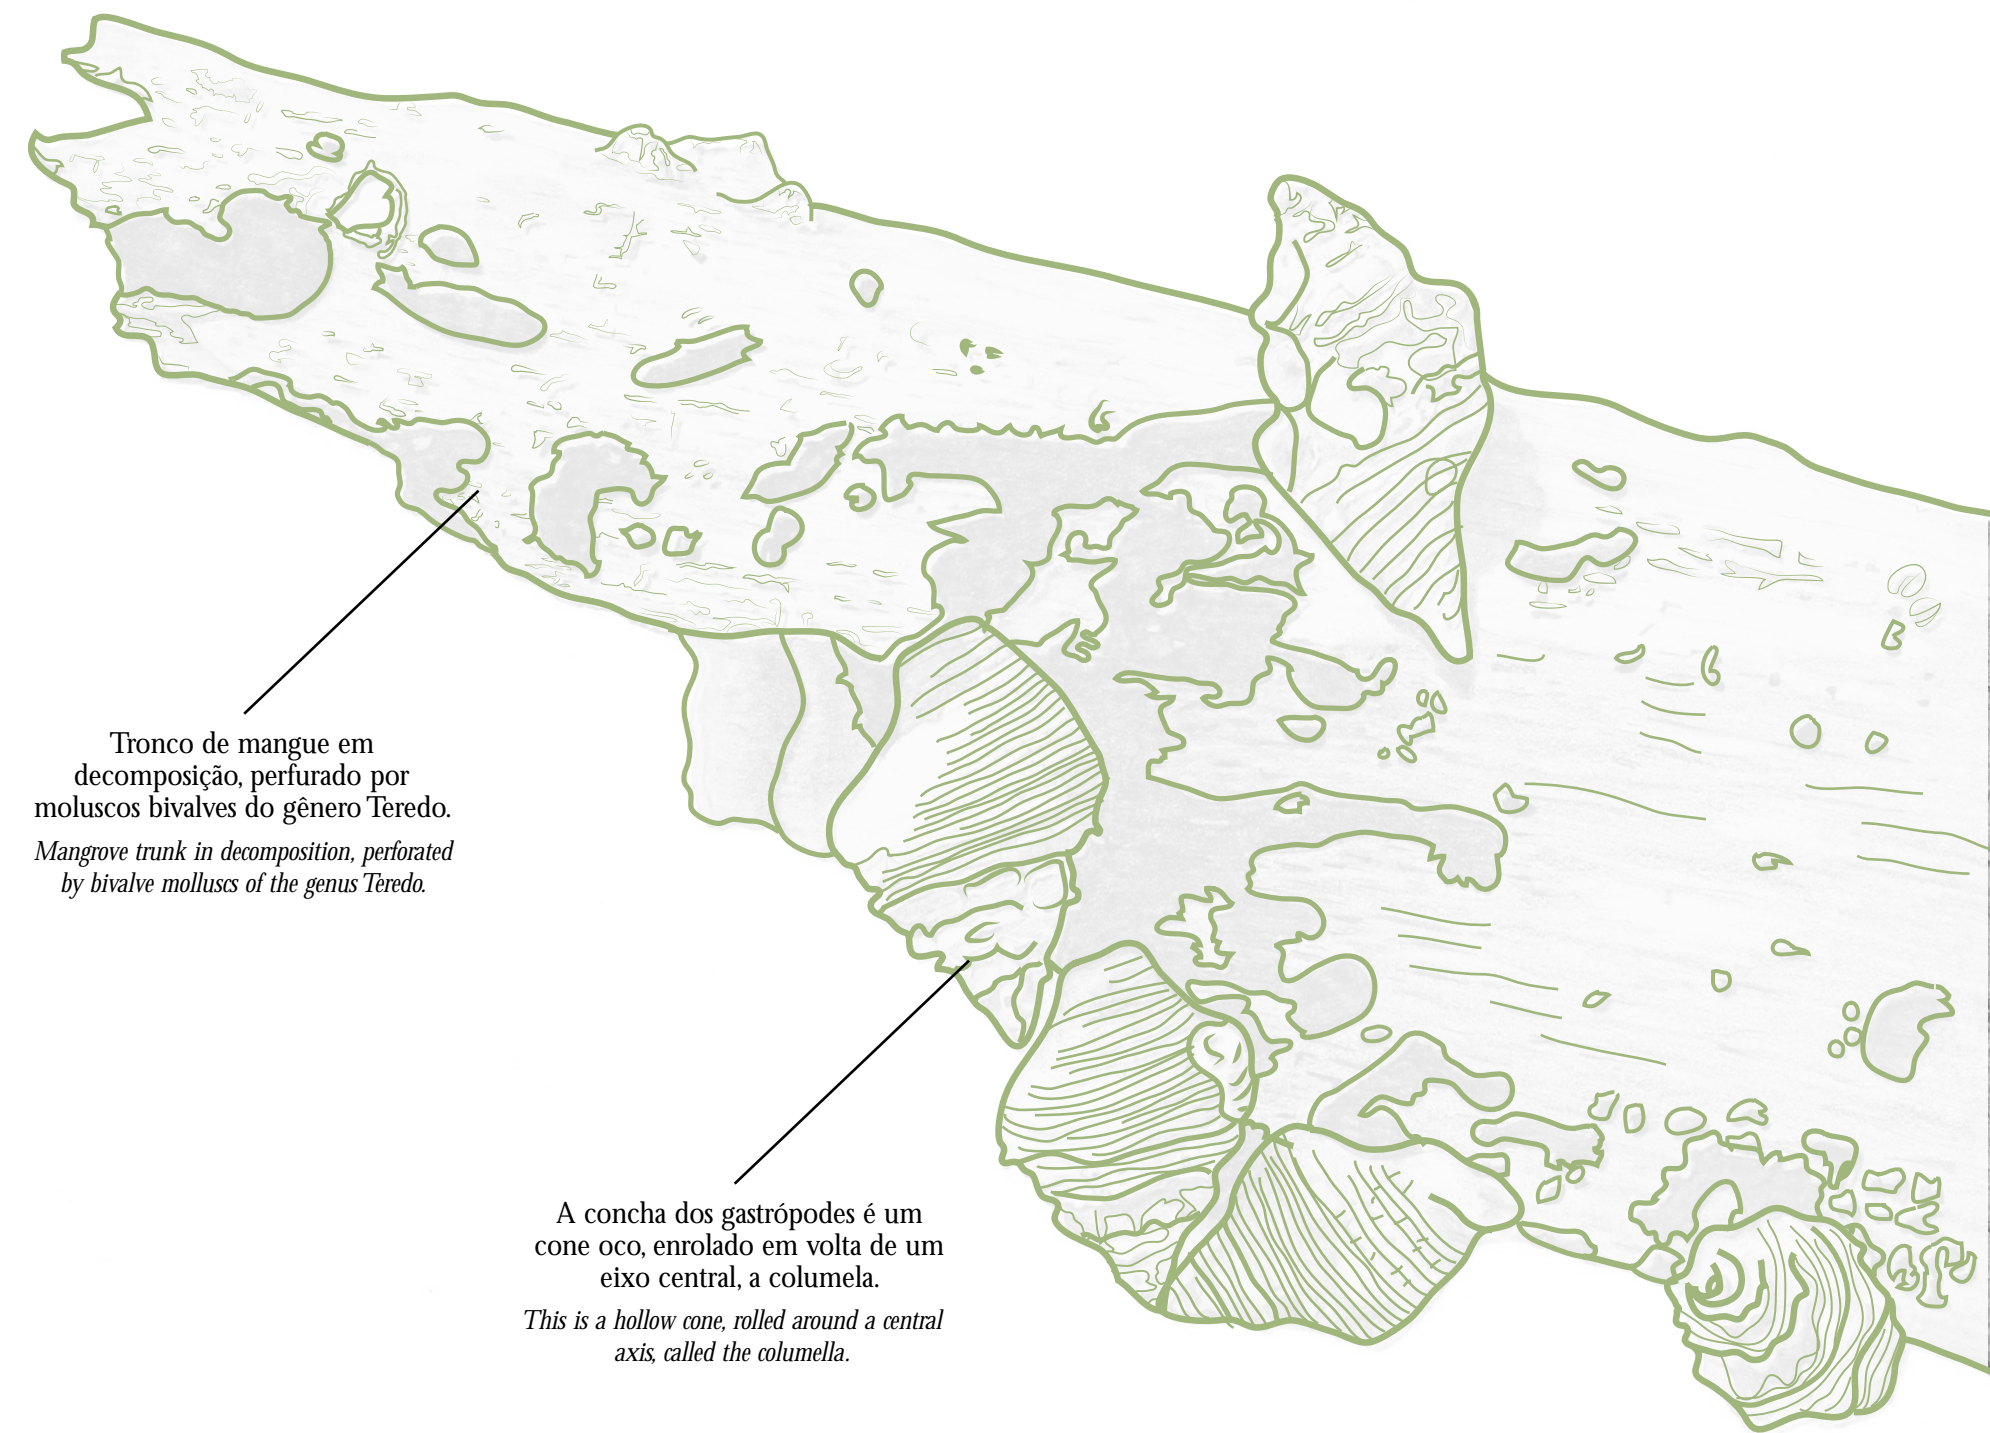 Tronco de mangue em
decomposição, perfurado por
moluscos bivalves do gênero Teredo.
Mangrove trunk in decomposition, perforated
by bivalve molluscs of the genus Teredo.
A concha dos gastrópodes é um
cone oco, enrolado em volta de um
eixo central, a columela.
This is a hollow cone, rolled around a central
axis, called the columella.